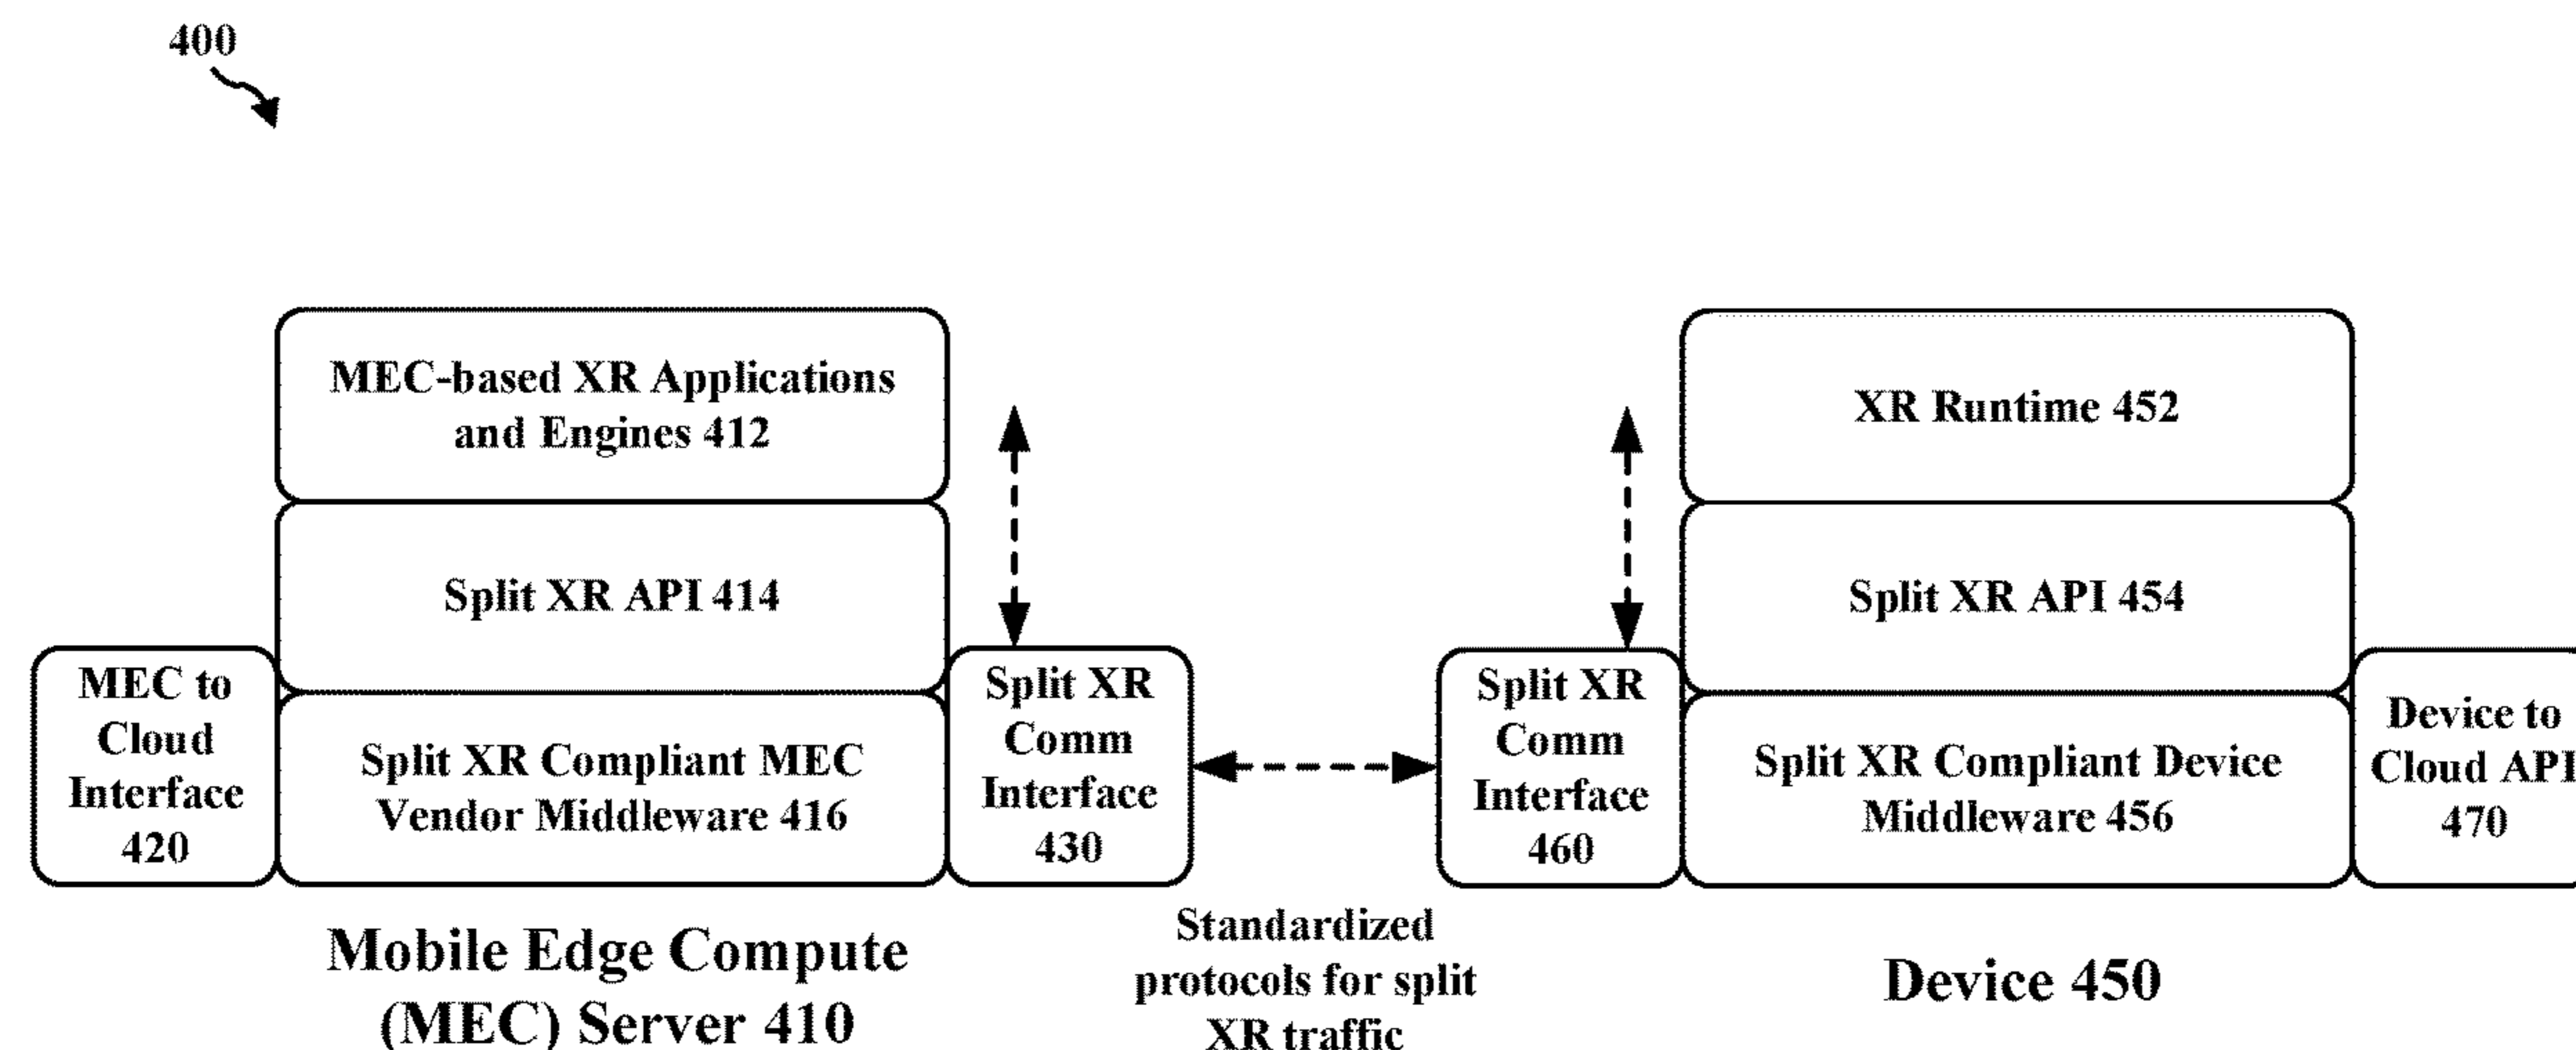 400
MEC-based XR Applications
and Engines 412
Split XR API 414
MEC to
Cloud
Interface
420
Split XR Compliant MEC
Vendor Middleware 416
Split XR
Comm
Interface
430
Mobile Edge Compute
(MEC) Server 410
Standardized
protocols for split
XR traffic
XR Runtime 452
Split XR API 454
Split XR
Comm
Interface
460
Split XR Compliant Device
Middleware 456
Device to
Cloud API
470
Device 450